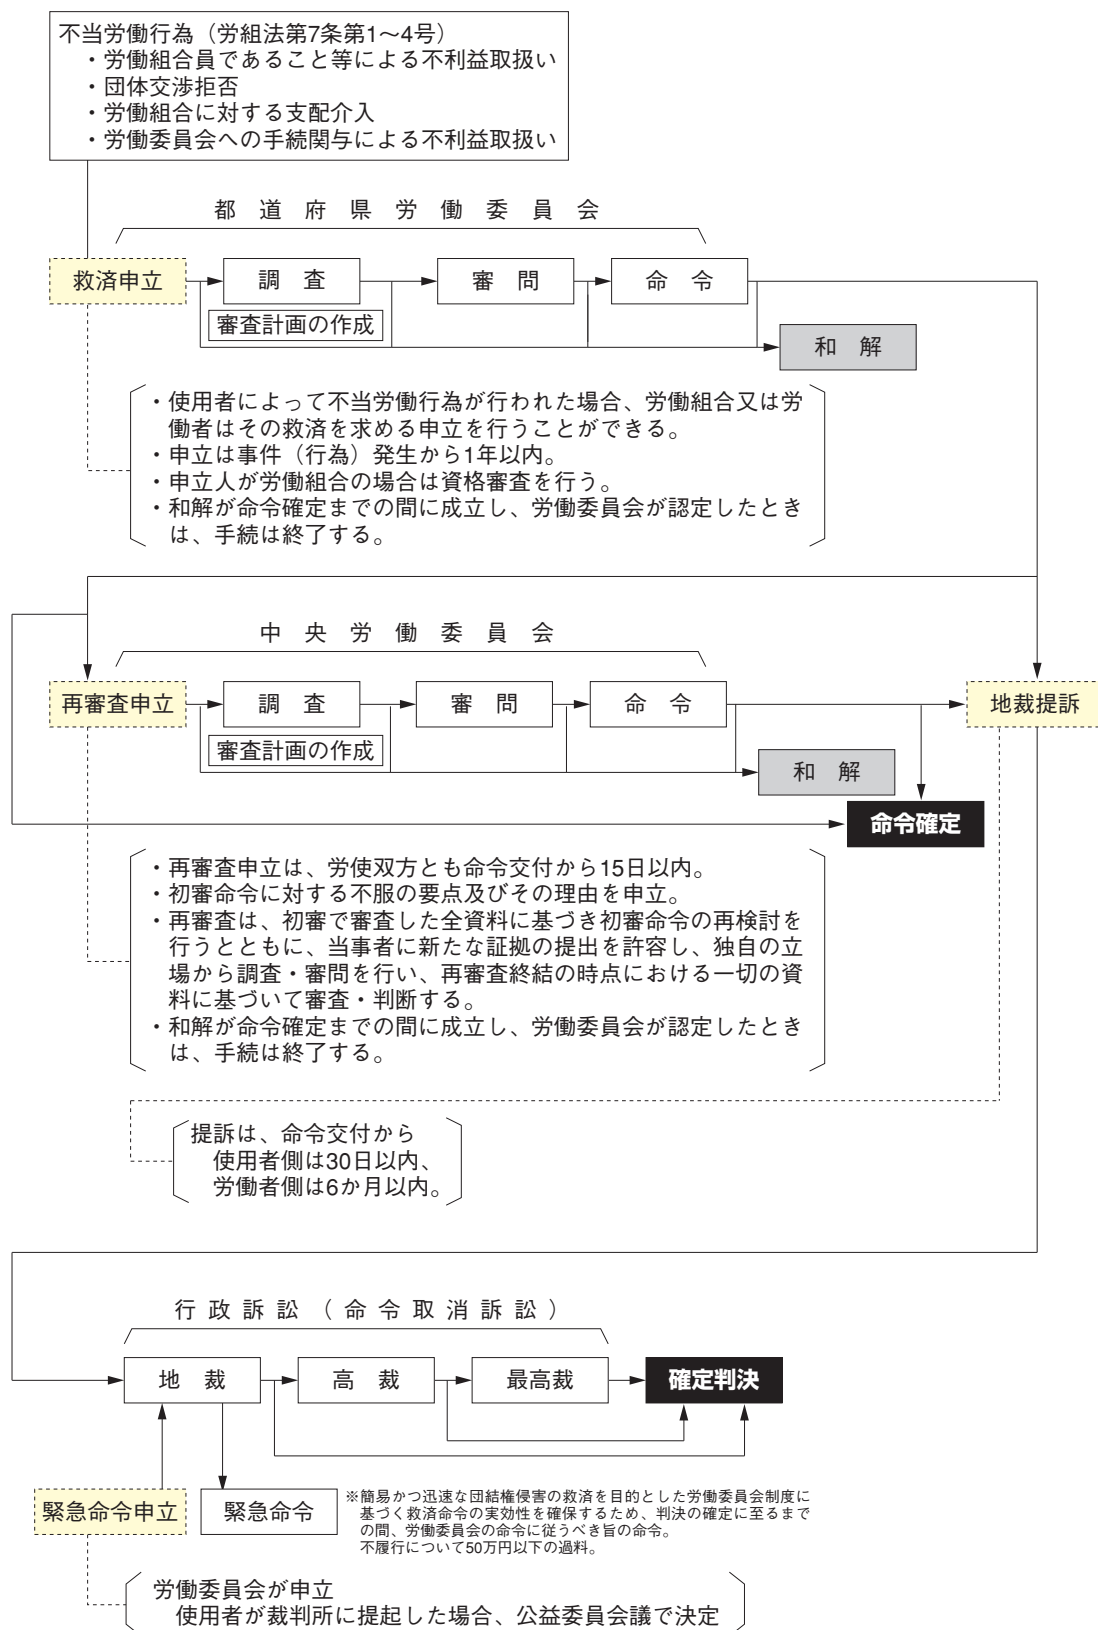 不当労働行為（労組法第7条第1～4号）
・労働組合員であること等による不利益取扱い
・団体交渉拒否
・労働組合に対する支配介入
・労働委員会への手続関与による不利益取扱い
都道府県労働委員会
救済申立
調査
審問
命令
審査計画の作成
和解
・使用者によって不当労働行為が行われた場合、労働組合又は労
働者はその救済を求める申立を行うことができる。
・申立は事件（行為）発生から1年以内。
・申立人が労働組合の場合は資格審査を行う。
・和解が命令確定までの間に成立し、労働委員会が認定したとき
は、手続は終了する。
中央労働委員会
再審査申立
調査
審問
命令
地裁提訴
審査計画の作成
和解
命令確定
・再審査申立は、労使双方とも命令交付から15日以内。
・初審命令に対する不服の要点及びその理由を申立。
・再審査は、初審で審査した全資料に基づき初審命令の再検討を
行うとともに、当事者に新たな証拠の提出を許容し、独自の立
場から調査・審問を行い、再審査終結の時点における一切の資
料に基づいて審査・判断する。
・和解が命令確定までの間に成立し、労働委員会が認定したとき
は、手続は終了する。
提訴は、命令交付から
使用者側は30日以内、
労働者側は6か月以内。
行政訴訟（命令取消訴訟）
地裁
高裁
最高裁
確定判決
緊急命令申立
緊急命令
※簡易かつ迅速な団結権侵害の救済を目的とした労働委員会制度に
基づく救済命令の実効性を確保するため、判決の確定に至るまで
の間、労働委員会の命令に従うべき旨の命令。
不履行について50万円以下の過料。
労働委員会が申立
使用者が裁判所に提起した場合、公益委員会議で決定